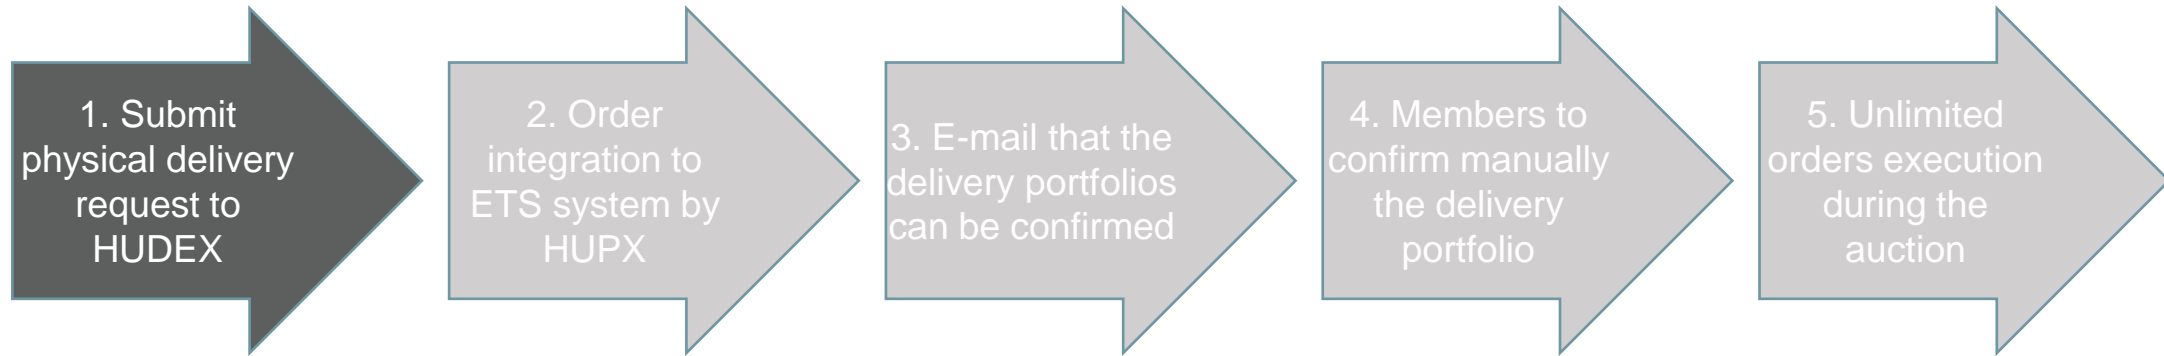 1. Submit
physical delivery
request to
HUDEX
2. Order
integration to
ETS system by
HUPX
3. E-mail that the
delivery portfolios
can be confirmed
4. Members to
confirm manually
the delivery
portfolio
5. Unlimited
orders execution
during the
auction